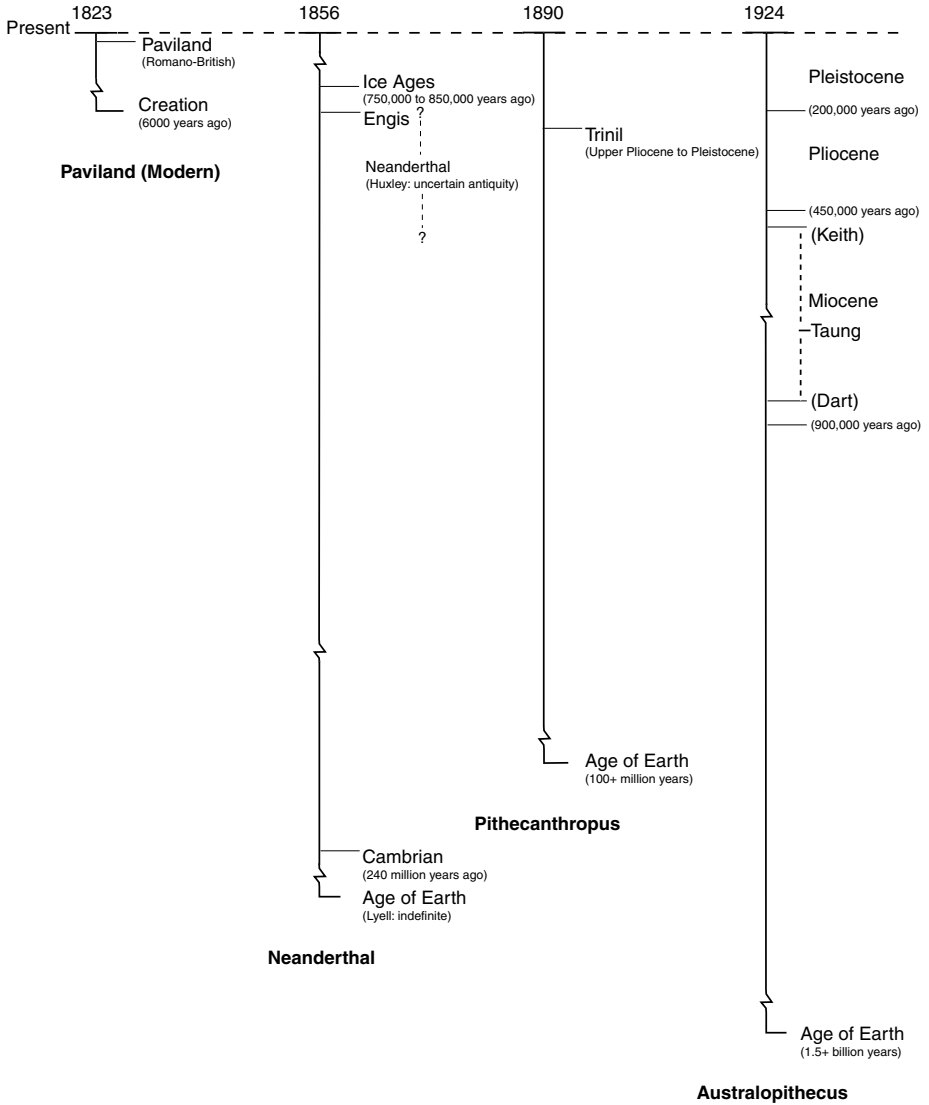 1823
1856
1890
1924
Present
Paviland
(Romano-British)
Creation
(6000 years ago)
Paviland (Modern)
Ice Ages
(750,000 to 850,000 years ago)
Engis ?
Neanderthal
(Huxley: uncertain antiquity)
?
Cambrian
(240 million years ago)
Age of Earth
(Lyell: indefinite)
Neanderthal
Trinil
(Upper Pliocene to Pleistocene)
Age of Earth
(100+ million years)
Pithecanthropus
Pleistocene
(200,000 years ago)
Pliocene
(450,000 years ago)
(Keith)
Miocene
Taung
(Dart)
(900,000 years ago)
Age of Earth
(1.5+ billion years)
Australopithecus